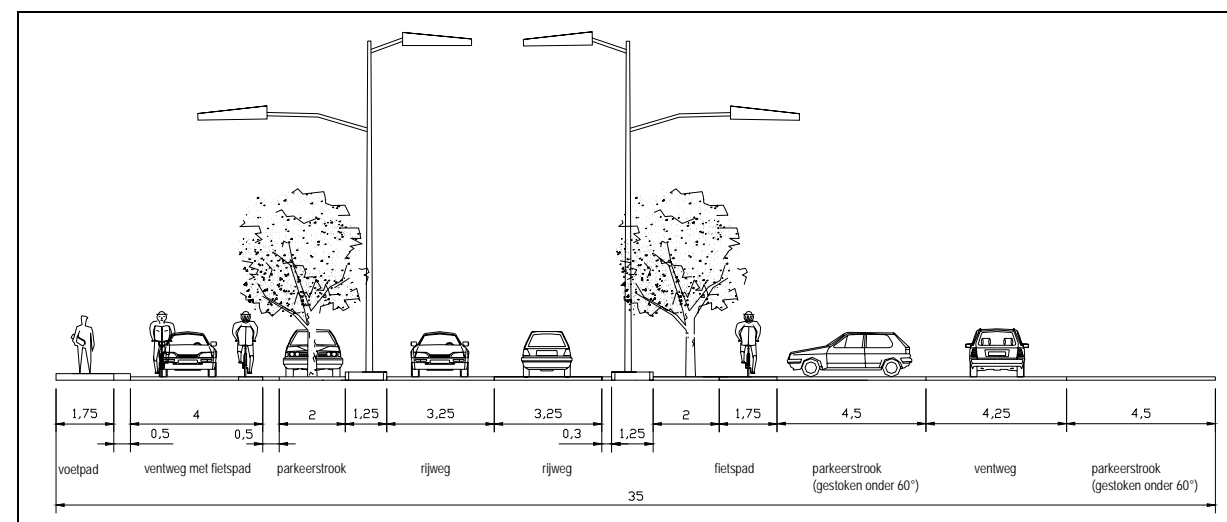 1,75 4 2 1,25 3,25 3,25 2 1,75 4,5 4,25 4,5
0,5 0,5 0,3 1,25
voetpad ventweg met fietspad parkeerstrook rijweg rijweg fietspad parkeerstrook ventweg parkeerstrook
(gestoken onder 60°) (gestoken onder 60°)
35